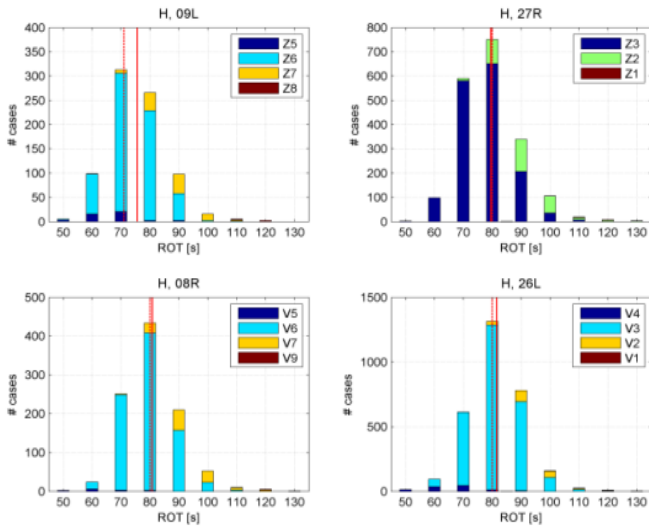 H, 09L
400
350
300
250
200
150
100
50
0
# cases
50 60 70 80 90 100 110 120 130
ROT [s]
Z5
Z6
Z7
Z8
H, 27R
800
700
600
500
400
300
200
100
0
# cases
50 60 70 80 90 100 110 120 130
ROT [s]
Z3
Z2
Z1
H, 08R
500
400
300
200
100
0
# cases
50 60 70 80 90 100 110 120 130
ROT [s]
V5
V6
V7
V9
H, 26L
1500
1000
500
0
# cases
50 60 70 80 90 100 110 120 130
ROT [s]
V4
V3
V2
V1